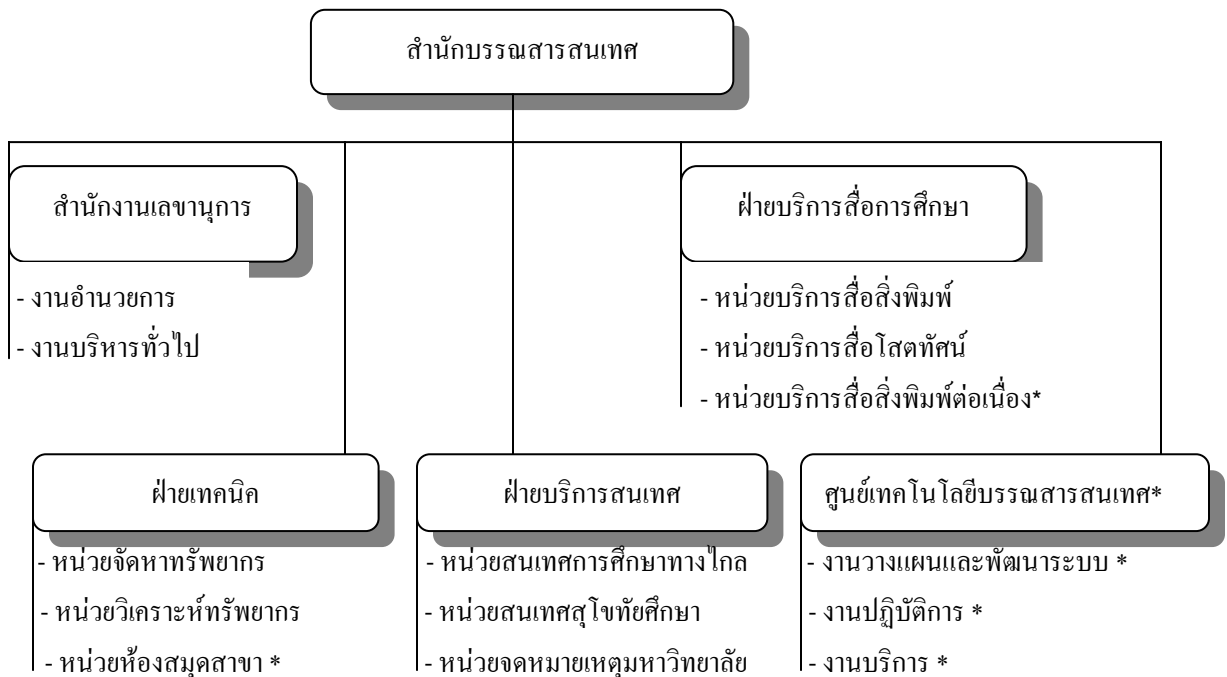 สำนักบรรณสารสนเทศ
สำนักงานเลขานุการ
- งานอำนวยการ
- งานบริหารทั่วไป
ฝ่ายบริการสื่อการศึกษา
- หน่วยบริการสื่อสิ่งพิมพ์
- หน่วยบริการสื่อโสตทัศน์
- หน่วยบริการสื่อสิ่งพิมพ์ต่อเนื่อง*
ฝ่ายเทคนิค
- หน่วยจัดหาทรัพยากร
- หน่วยวิเคราะห์ทรัพยากร
- หน่วยห้องสมุดสาขา *
ฝ่ายบริการสนเทศ
- หน่วยสนเทศการศึกษาทางไกล
- หน่วยสนเทศสุโขทัยศึกษา
- หน่วยจดหมายเหตุมหาวิทยาลัย
ศูนย์เทคโนโลยีบรรณสารสนเทศ*
- งานวางแผนและพัฒนาระบบ *
- งานปฏิบัติการ *
- งานบริการ *